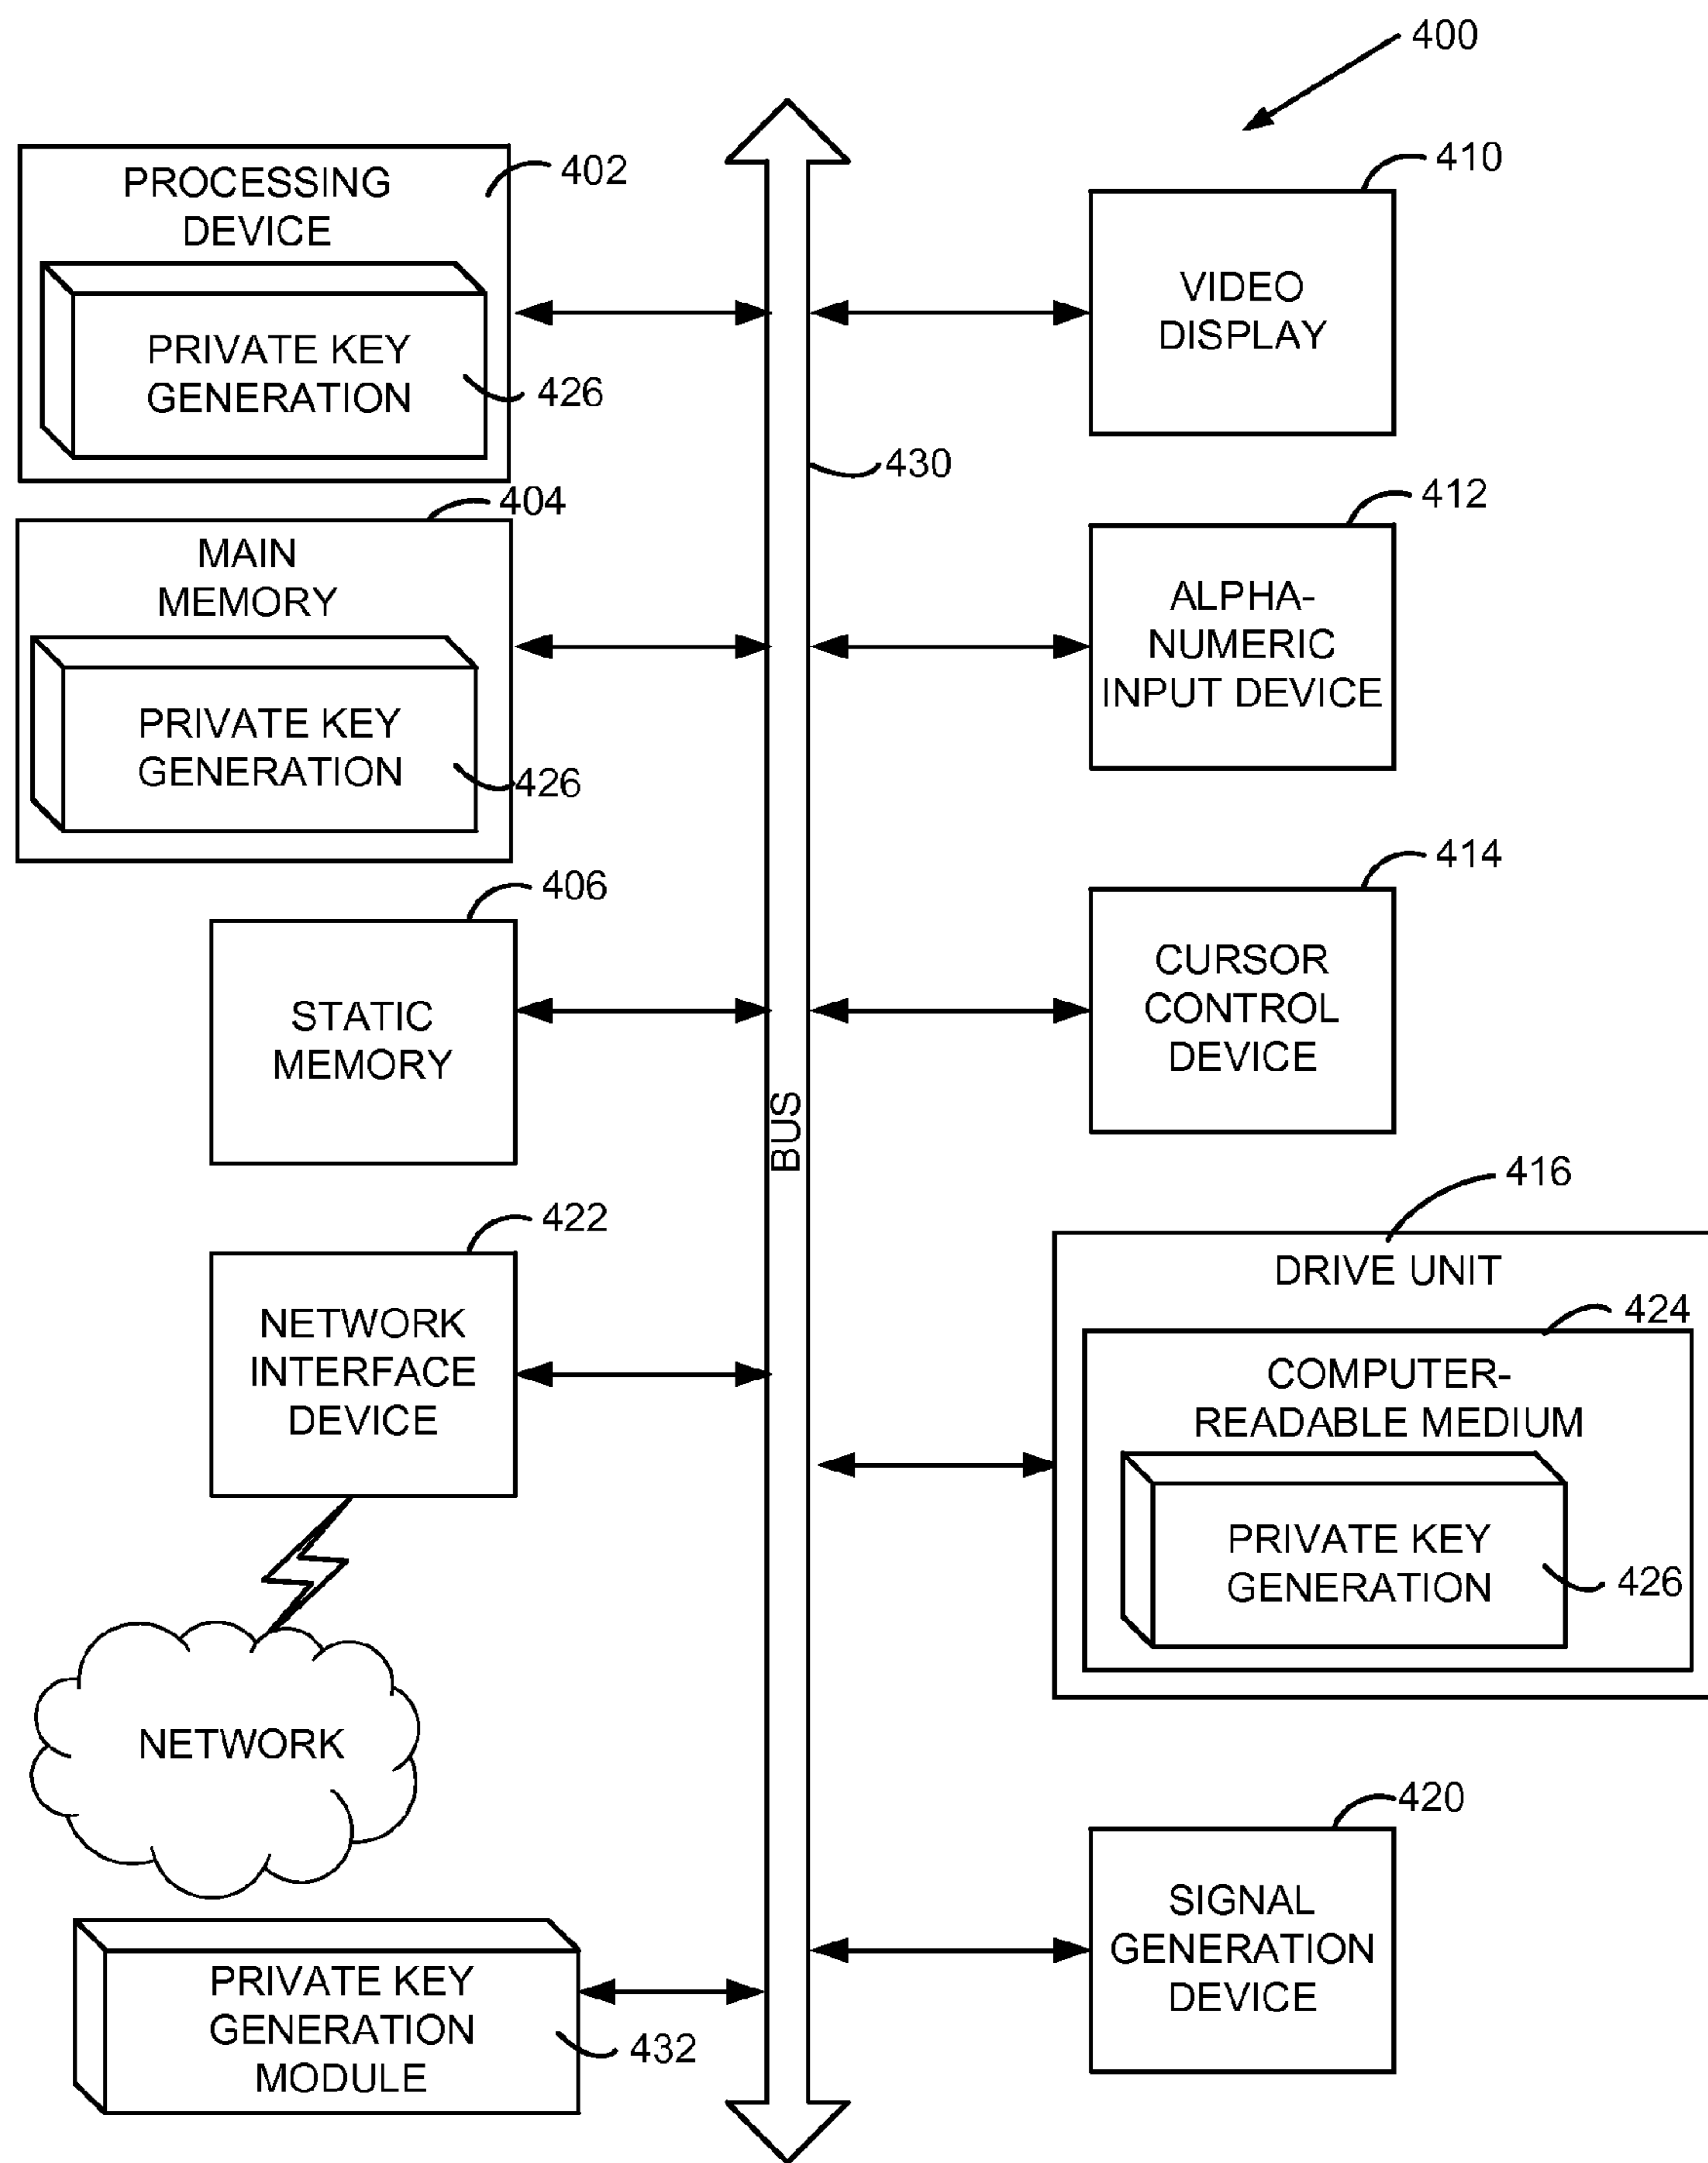 400
PROCESSING
DEVICE
402
PRIVATE KEY
GENERATION
426
MAIN
MEMORY
404
PRIVATE KEY
GENERATION
426
STATIC
MEMORY
406
NETWORK
INTERFACE
DEVICE
422
NETWORK
PRIVATE KEY
GENERATION
MODULE
432
BUS
430
VIDEO
DISPLAY
410
ALPHA-
NUMERIC
INPUT DEVICE
412
CURSOR
CONTROL
DEVICE
414
416
DRIVE UNIT
424
COMPUTER-
READABLE MEDIUM
PRIVATE KEY
GENERATION
426
420
SIGNAL
GENERATION
DEVICE